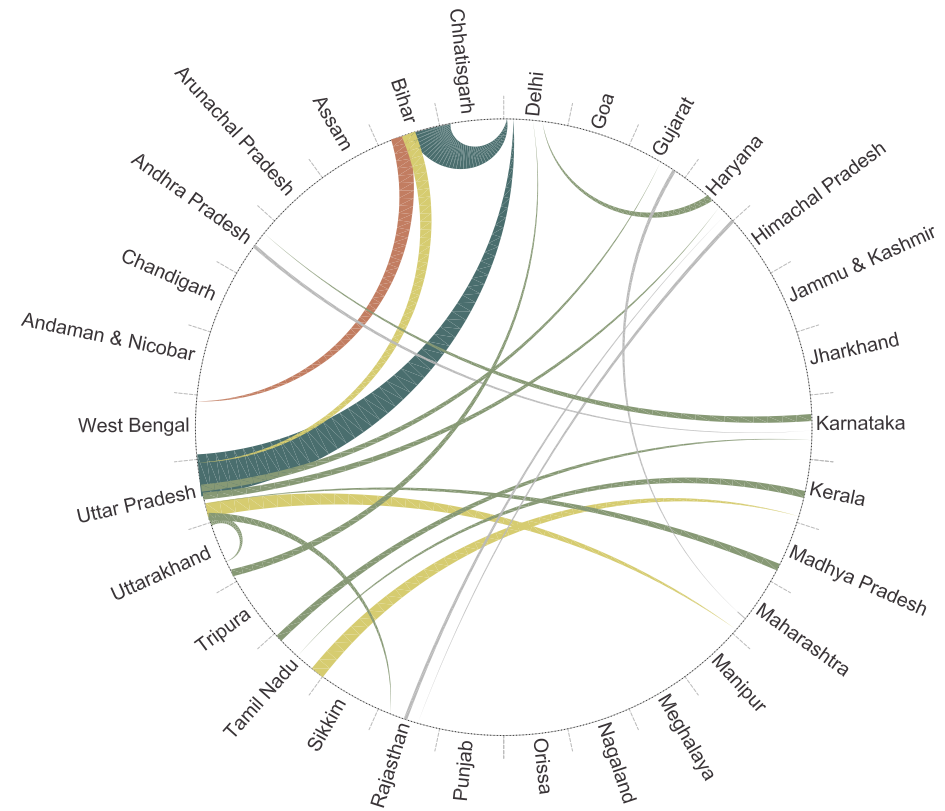 Chhatisgarh
Delhi
Goa
Gujarat
Haryana
Himachal Pradesh
Jammu & Kashmir
Jharkhand
Karnataka
Kerala
Madhya Pradesh
Maharashtra
Manipur
Meghalaya
Nagaland
Orissa
Punjab
Rajasthan
Sikkim
Tamil Nadu
Tripura
Uttarakhand
Uttar Pradesh
West Bengal
Andaman & Nicobar
Chandigarh
Andhra Pradesh
Arunachal Pradesh
Assam
Bihar